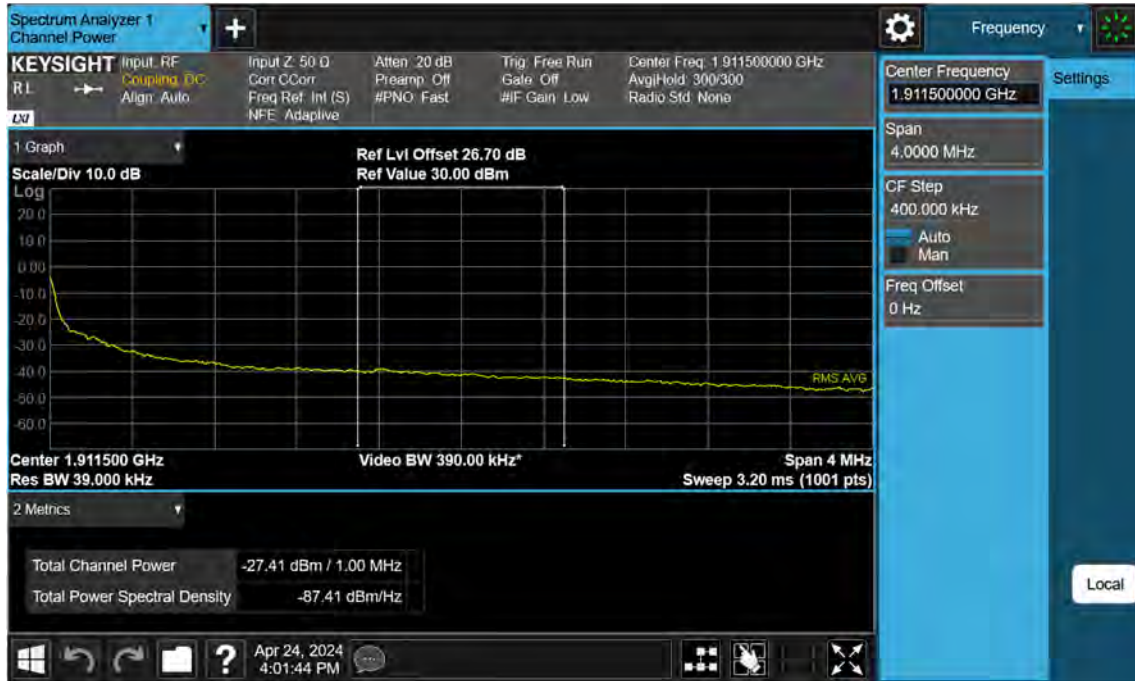 Spectrum Analyzer 1
Channel Power
+
Frequency
KEYSIGHT
Input: RF
Coupling: DC
Align: Auto
Input Z: 50 Ω
Corr CCorr
Freq Ref: Int (S)
NFE: Adaptive
Atten: 20 dB
Preamp: Off
#PNO: Fast
Trig: Free Run
Gate: Off
#IF Gain: Low
Center Freq: 1.911500000 GHz
Avg|Hold: 300/300
Radio Std: None
R L
LXI
Center Frequency
1.911500000 GHz
Settings
Span
4.0000 MHz
CF Step
400.000 kHz
Auto
Man
Freq Offset
0 Hz
1 Graph
Scale/Div 10.0 dB
Ref Lvl Offset 26.70 dB
Ref Value 30.00 dBm
Log
20.0
10.0
0.00
-10.0
-20.0
-30.0
-40.0
-50.0
-60.0
RMS AVG
Center 1.911500 GHz
Video BW 390.00 kHz*
Span 4 MHz
Res BW 39.000 kHz
Sweep 3.20 ms (1001 pts)
2 Metrics
Total Channel Power
-27.41 dBm / 1.00 MHz
Total Power Spectral Density
-87.41 dBm/Hz
Local
?
Apr 24, 2024
4:01:44 PM